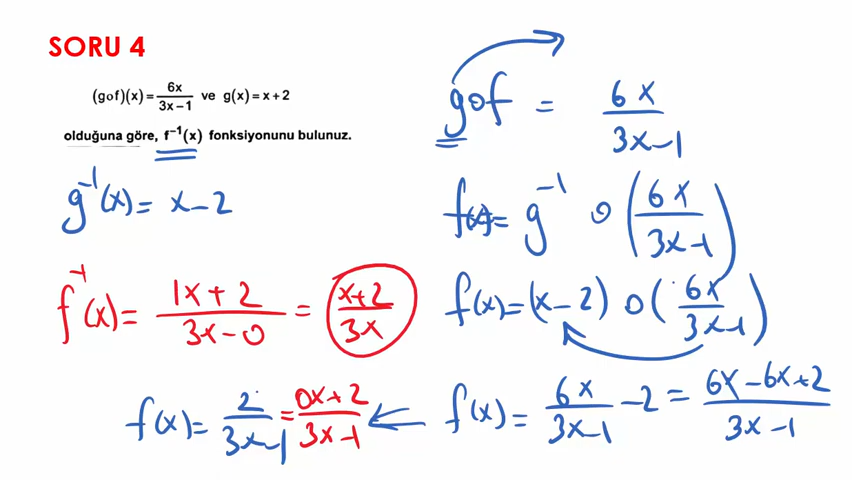 SORU 4
(gof)(x) = 6x/(3x−1) ve g(x) = x+2
olduğuna göre, f⁻¹(x) fonksiyonunu bulunuz.
g⁻¹(x) = x−2
f⁻¹(x) = (1x+2)/(3x−0) = (x+2)/(3x)
gof = 6x/(3x−1)
f(x) = g⁻¹ o (6x/(3x−1))
f(x) = (x−2) o (6x/(3x−1))
f(x) = 6x/(3x−1) −2 = (6x−6x+2)/(3x−1)
f(x) = 2/(3x−1) = (0x+2)/(3x−1)